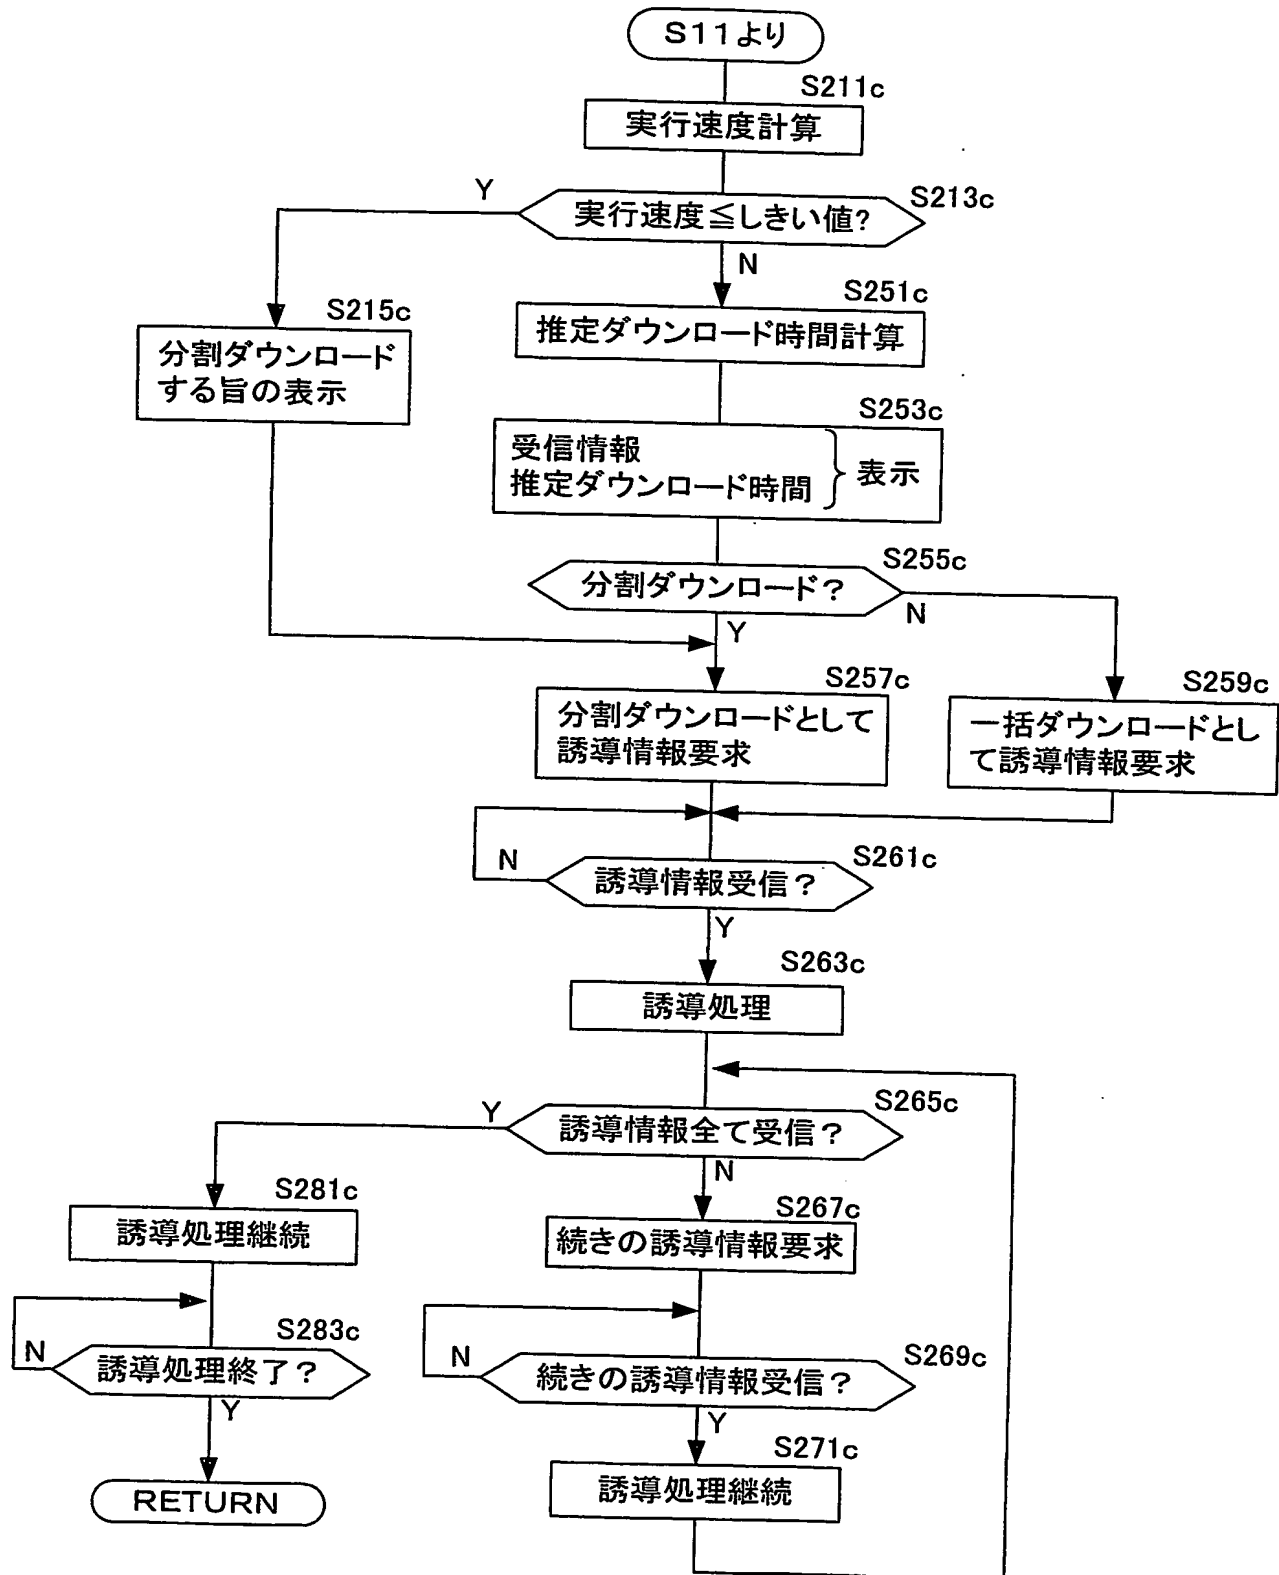 S11より
S211c
実行速度計算
S213c
実行速度≦しきい値?
Y
N
S215c
分割ダウンロード
する旨の表示
S251c
推定ダウンロード時間計算
S253c
受信情報
推定ダウンロード時間
表示
S255c
分割ダウンロード?
Y
N
S257c
分割ダウンロードとして
誘導情報要求
S259c
一括ダウンロードとし
て誘導情報要求
S261c
誘導情報受信?
N
Y
S263c
誘導処理
S265c
誘導情報全て受信?
Y
N
S281c
誘導処理継続
S283c
誘導処理終了?
N
Y
RETURN
S267c
続きの誘導情報要求
S269c
続きの誘導情報受信?
N
Y
S271c
誘導処理継続